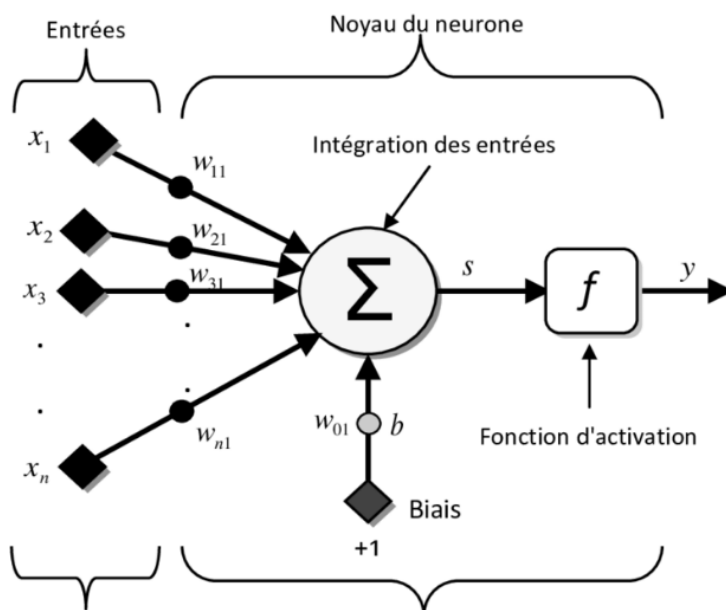 Entrées
Noyau du neurone
Intégration des entrées
x₁
w₁₁
x₂
w₂₁
x₃
w₃₁
s
Σ
f
y
.
.
.
.
xₙ
wₙ₁
w₀₁
b
Fonction d'activation
Biais
+1